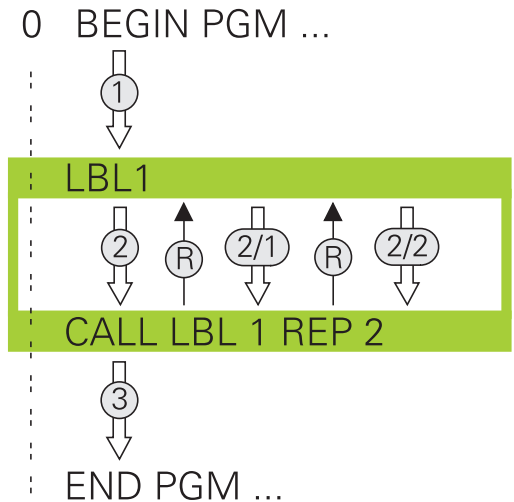 0 BEGIN PGM ...
1
LBL1
2 R 2/1 R 2/2
CALL LBL 1 REP 2
3
END PGM ...